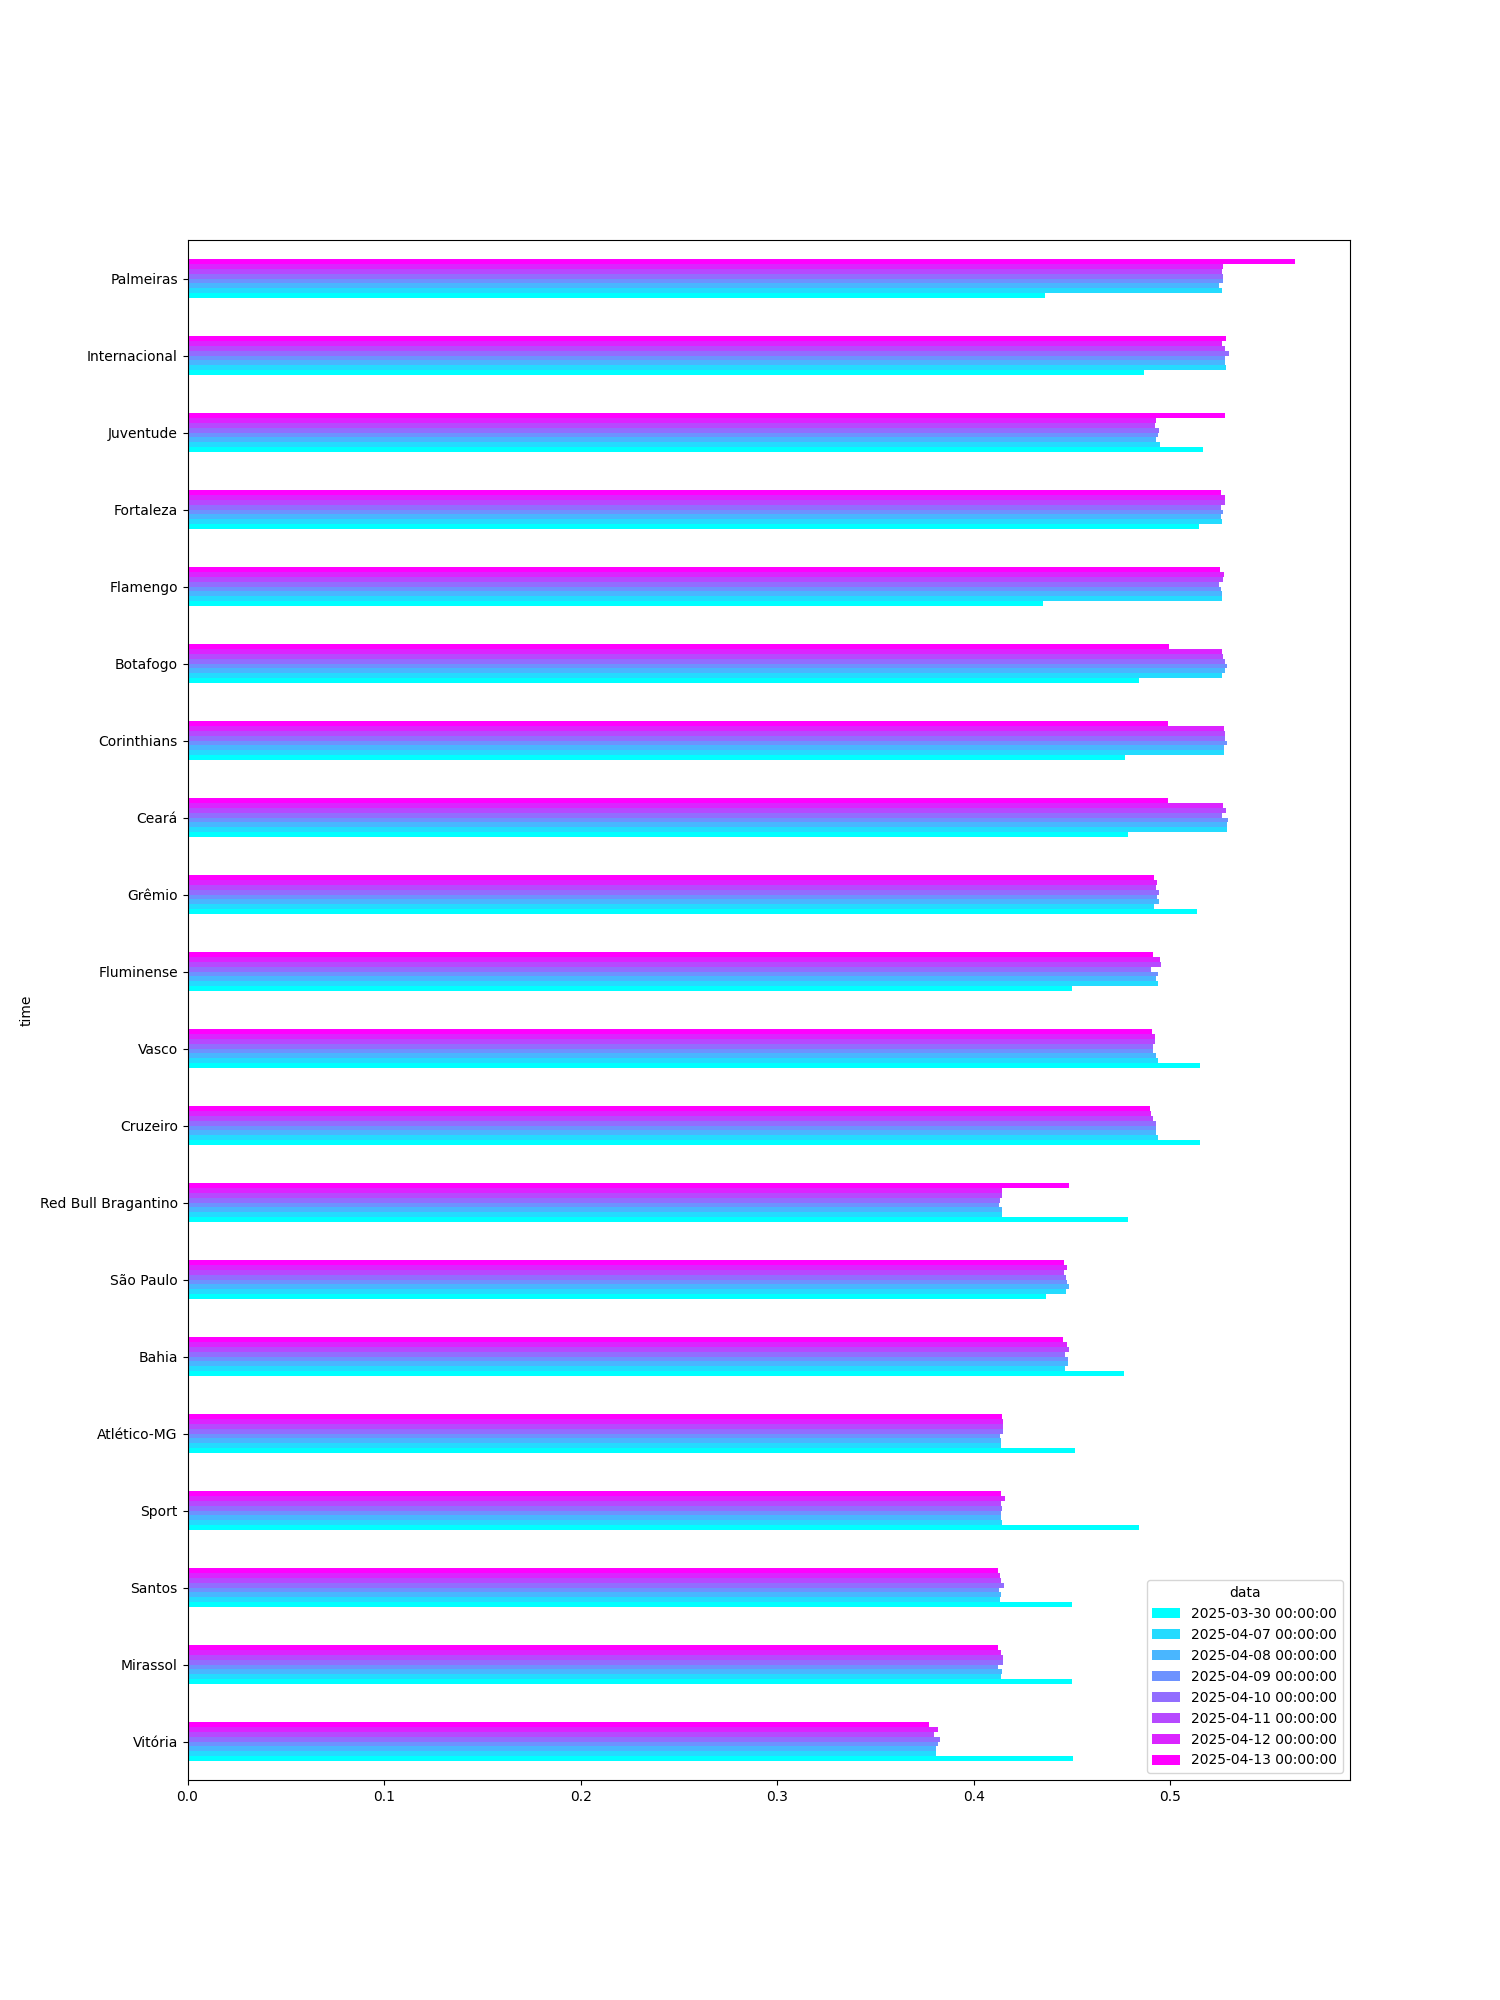 Palmeiras
Internacional
Juventude
Fortaleza
Flamengo
Botafogo
Corinthians
Ceará
Grêmio
Fluminense
time
Vasco
Cruzeiro
Red Bull Bragantino
São Paulo
Bahia
Atlético-MG
Sport
Santos
Mirassol
Vitória
data
2025-03-30 00:00:00
2025-04-07 00:00:00
2025-04-08 00:00:00
2025-04-09 00:00:00
2025-04-10 00:00:00
2025-04-11 00:00:00
2025-04-12 00:00:00
2025-04-13 00:00:00
0.0 0.1 0.2 0.3 0.4 0.5